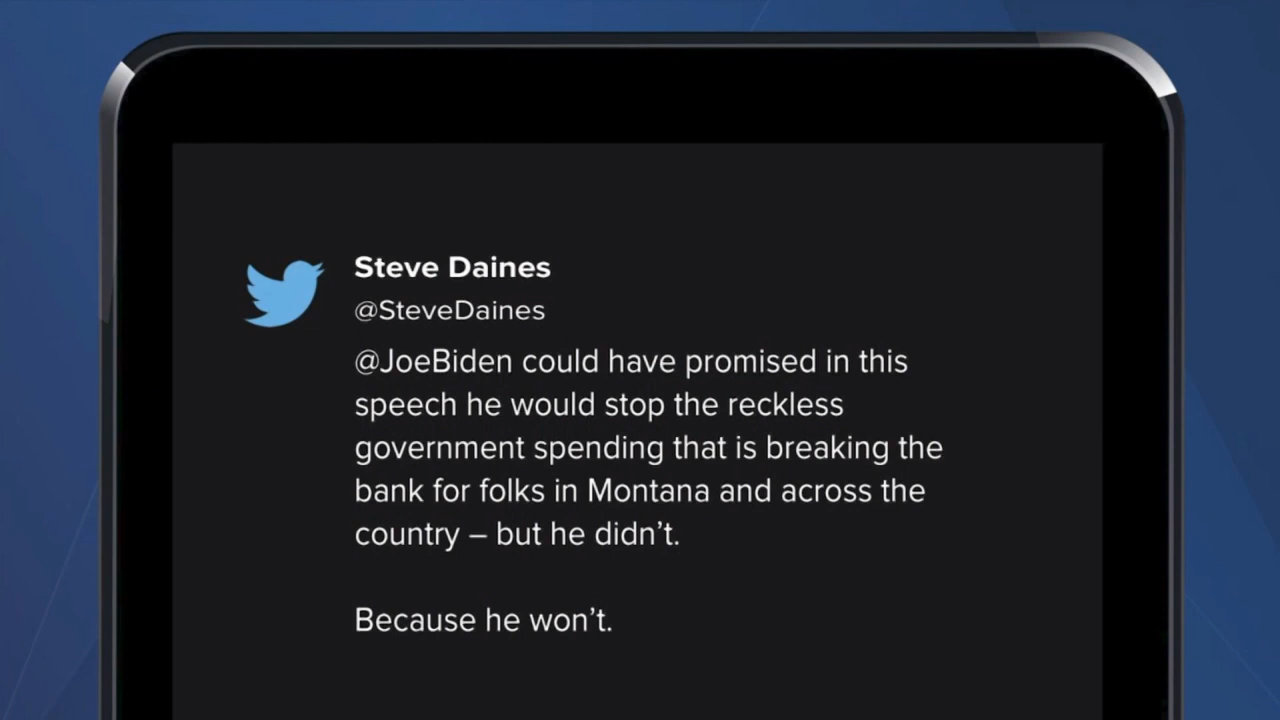 Steve Daines
@SteveDaines
@JoeBiden could have promised in this
speech he would stop the reckless
government spending that is breaking the
bank for folks in Montana and across the
country – but he didn’t.
Because he won’t.